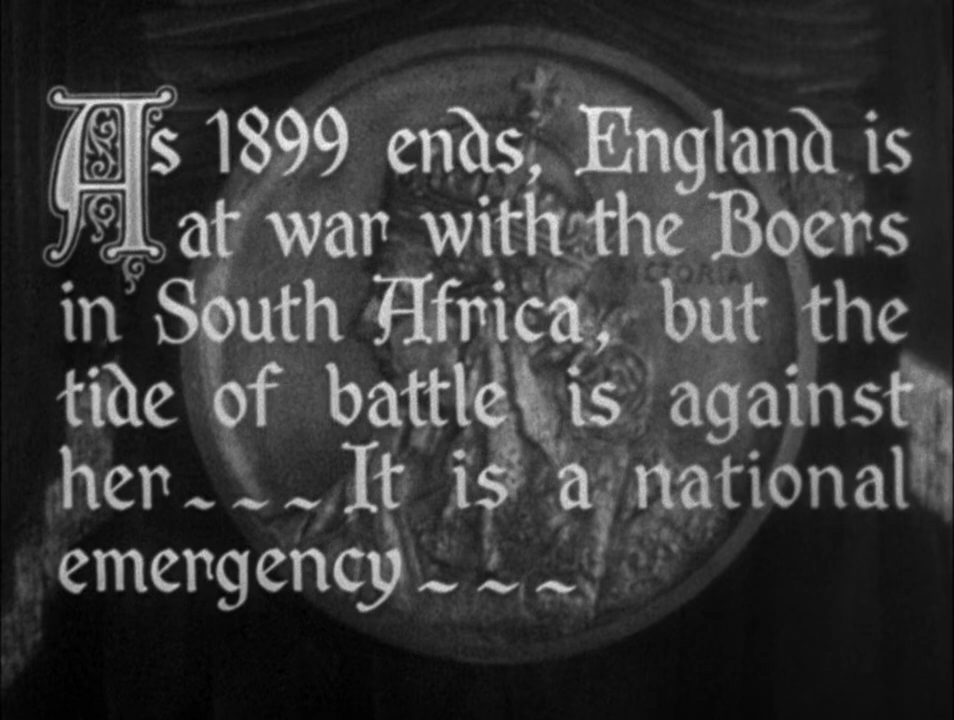 As 1899 ends, England is
at war with the Boers
in South Africa, but the
tide of battle is against
her~~~It is a national
emergency~~~
VICTORIA